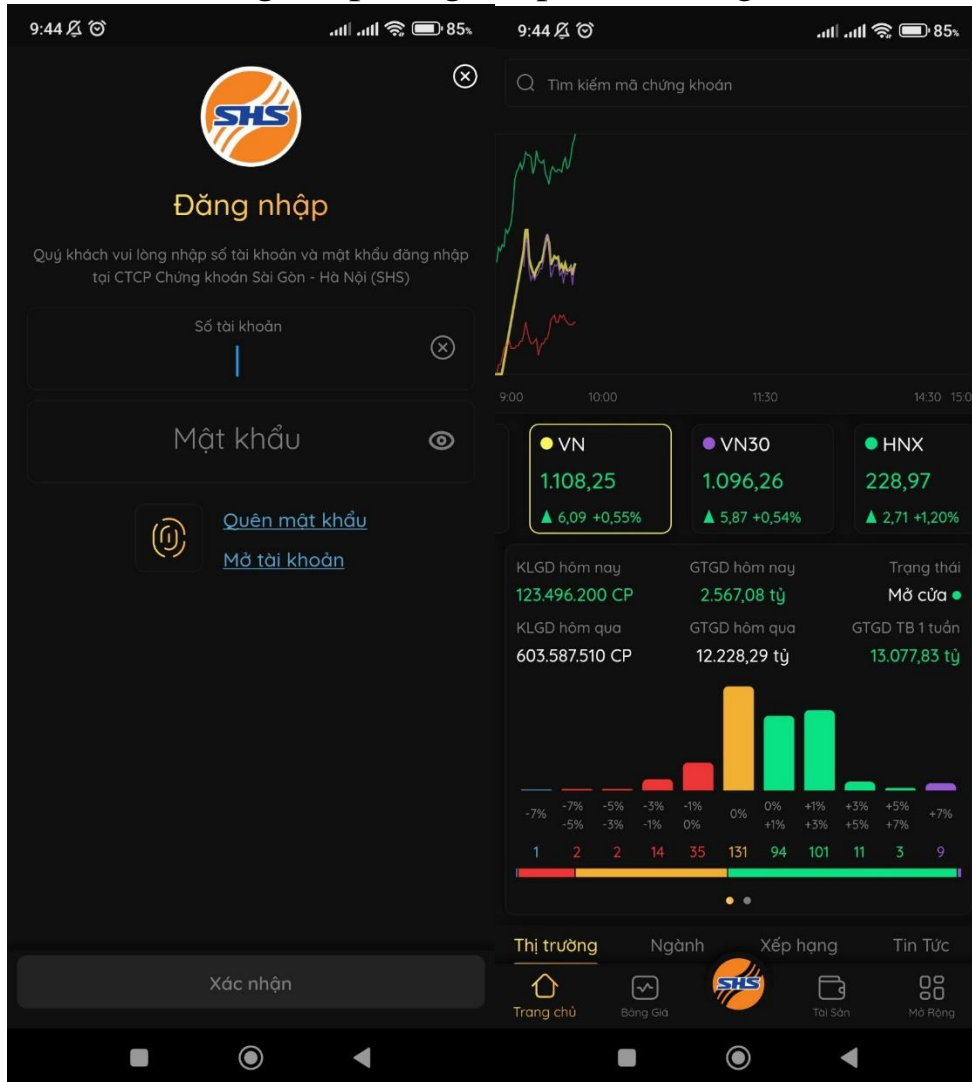 9:44
85%
SHS
Đăng nhập
Quý khách vui lòng nhập số tài khoản và mật khẩu đăng nhập
tại CTCP Chứng khoán Sài Gòn - Hà Nội (SHS)
Số tài khoản
Mật khẩu
Quên mật khẩu
Mở tài khoản
Xác nhận
9:44
85%
Tìm kiếm mã chứng khoán
9:00 10:00 11:30 14:30 15:0
VN VN30 HNX
1.108,25 1.096,26 228,97
▲ 6,09 +0,55% ▲ 5,87 +0,54% ▲ 2,71 +1,20%
KLGD hôm nay GTGD hôm nay Trạng thái
123.496.200 CP 2.567,08 tỷ Mở cửa
KLGD hôm qua GTGD hôm qua GTGD TB 1 tuần
603.587.510 CP 12.228,29 tỷ 13.077,83 tỷ
-7% -7% -5% -3% -1% 0% 0% +1% +3% +5% +7%
-5% -3% -1% 0% +1% +3% +5% +7%
1 2 2 14 35 131 94 101 11 3 9
Thị trường Ngành Xếp hạng Tin Tức
SHS
Trang chủ Bảng Giá Tài Sản Mở Rộng